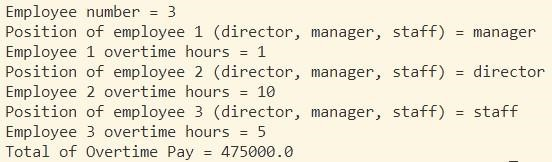 Employee number = 3
Position of employee 1 (director, manager, staff) = manager
Employee 1 overtime hours = 1
Position of employee 2 (director, manager, staff) = director
Employee 2 overtime hours = 10
Position of employee 3 (director, manager, staff) = staff
Employee 3 overtime hours = 5
Total of Overtime Pay = 475000.0